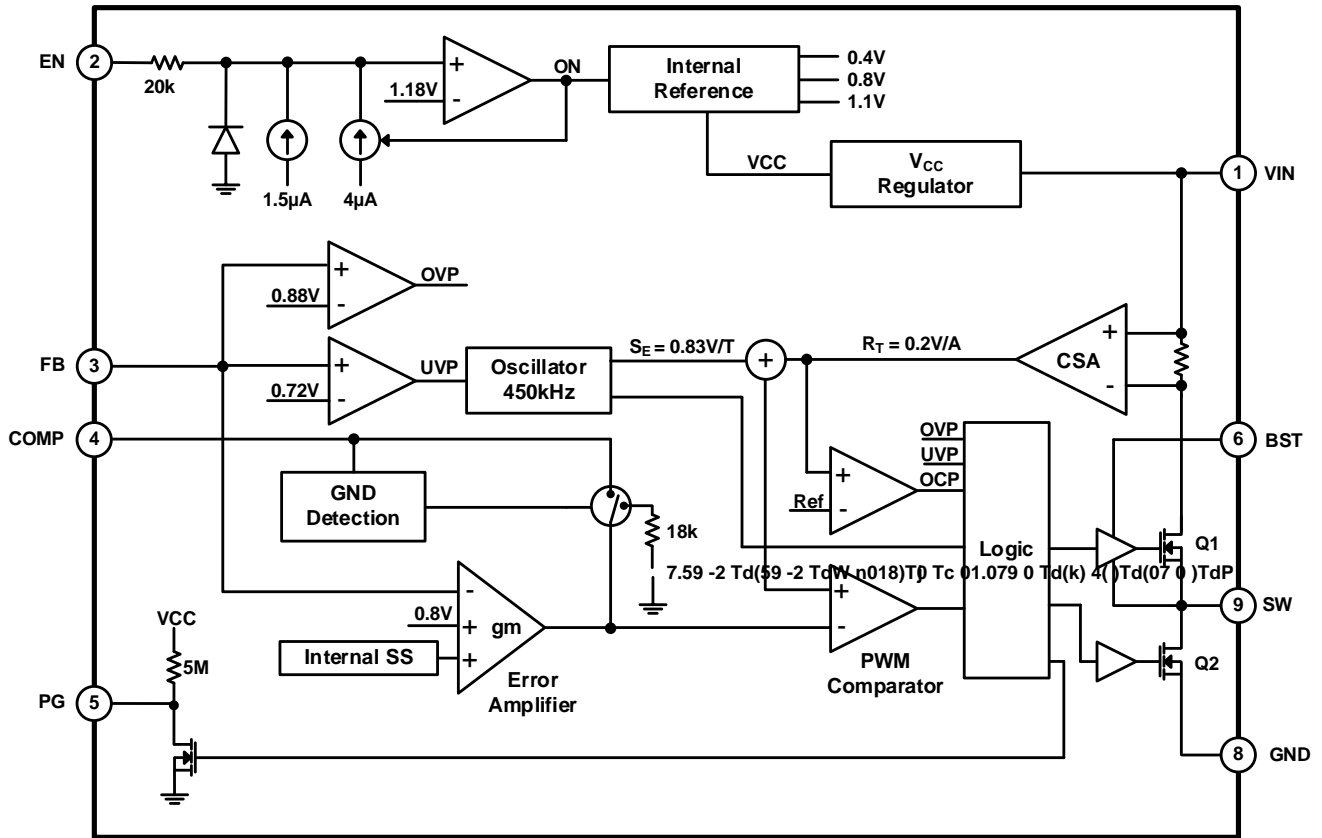 EN
2
20k
1.18V
+
-
ON
Internal
Reference
0.4V
0.8V
1.1V
1.5µA
4µA
VCC
V_CC
Regulator
1
VIN
+
-
0.88V
OVP
FB
3
+
-
0.72V
UVP
Oscillator
450kHz
S_E = 0.83V/T
+
R_T = 0.2V/A
CSA
+
-
COMP
4
GND
Detection
18k
+
-
Ref
OVP
UVP
OCP
6
BST
Logic
Q1
7.59 -2 Td(59 -2 TdW n018)T0 Tc 01.079 0 Td(k) 4( )Td(07 0 )TdP
9
SW
-
0.8V
+
+
gm
Internal SS
Error
Amplifier
+
-
PWM
Comparator
Q2
VCC
5M
PG
5
8
GND